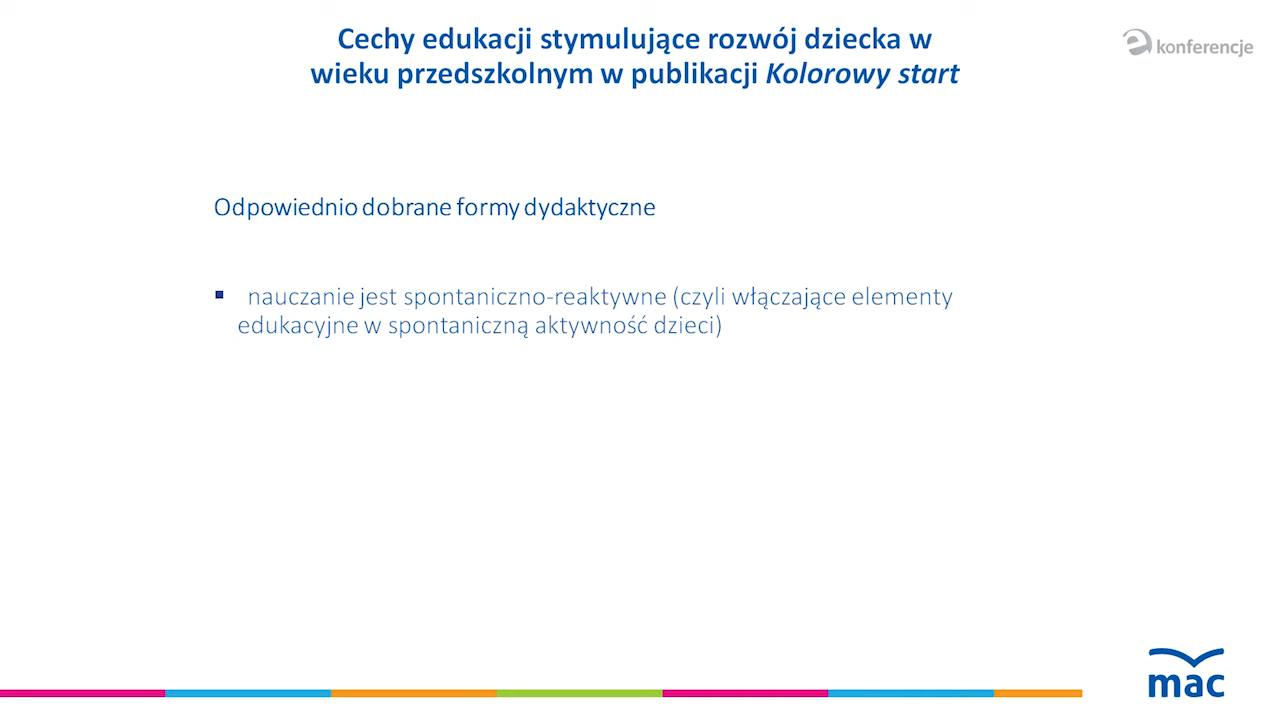 Cechy edukacji stymulujące rozwój dziecka w
wieku przedszkolnym w publikacji Kolorowy start
e konferencje
Odpowiednio dobrane formy dydaktyczne
▪ nauczanie jest spontaniczno-reaktywne (czyli włączające elementy
edukacyjne w spontaniczną aktywność dzieci)
mac